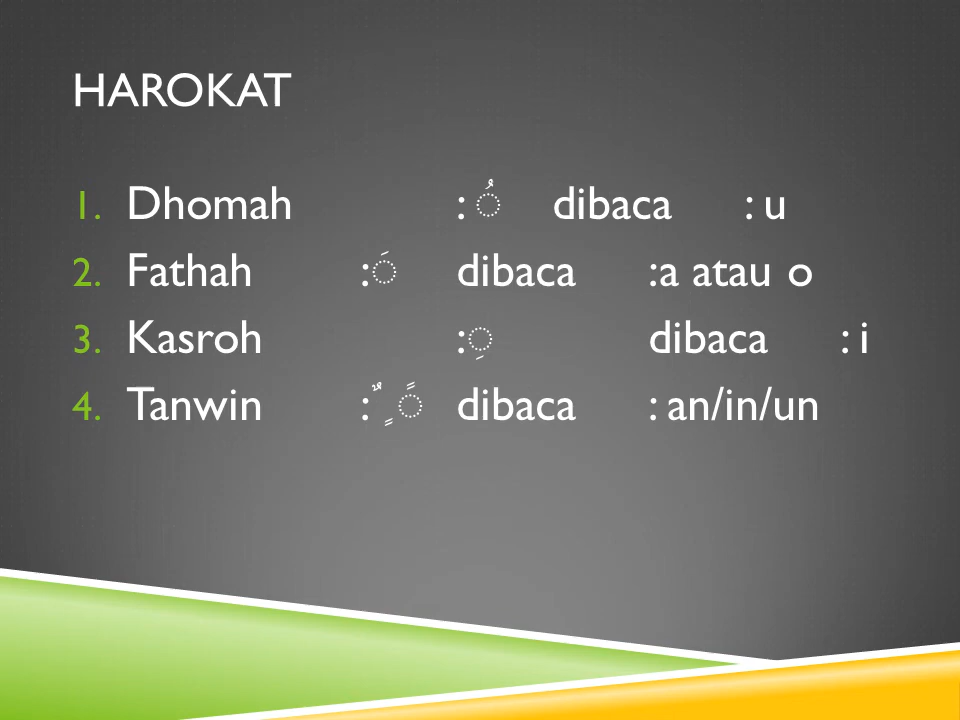 HAROKAT
1. Dhomah : ◌ُ dibaca : u
2. Fathah :◌َ dibaca :a atau o
3. Kasroh :◌ِ dibaca : i
4. Tanwin :ٌ ٍ ◌ً dibaca : an/in/un